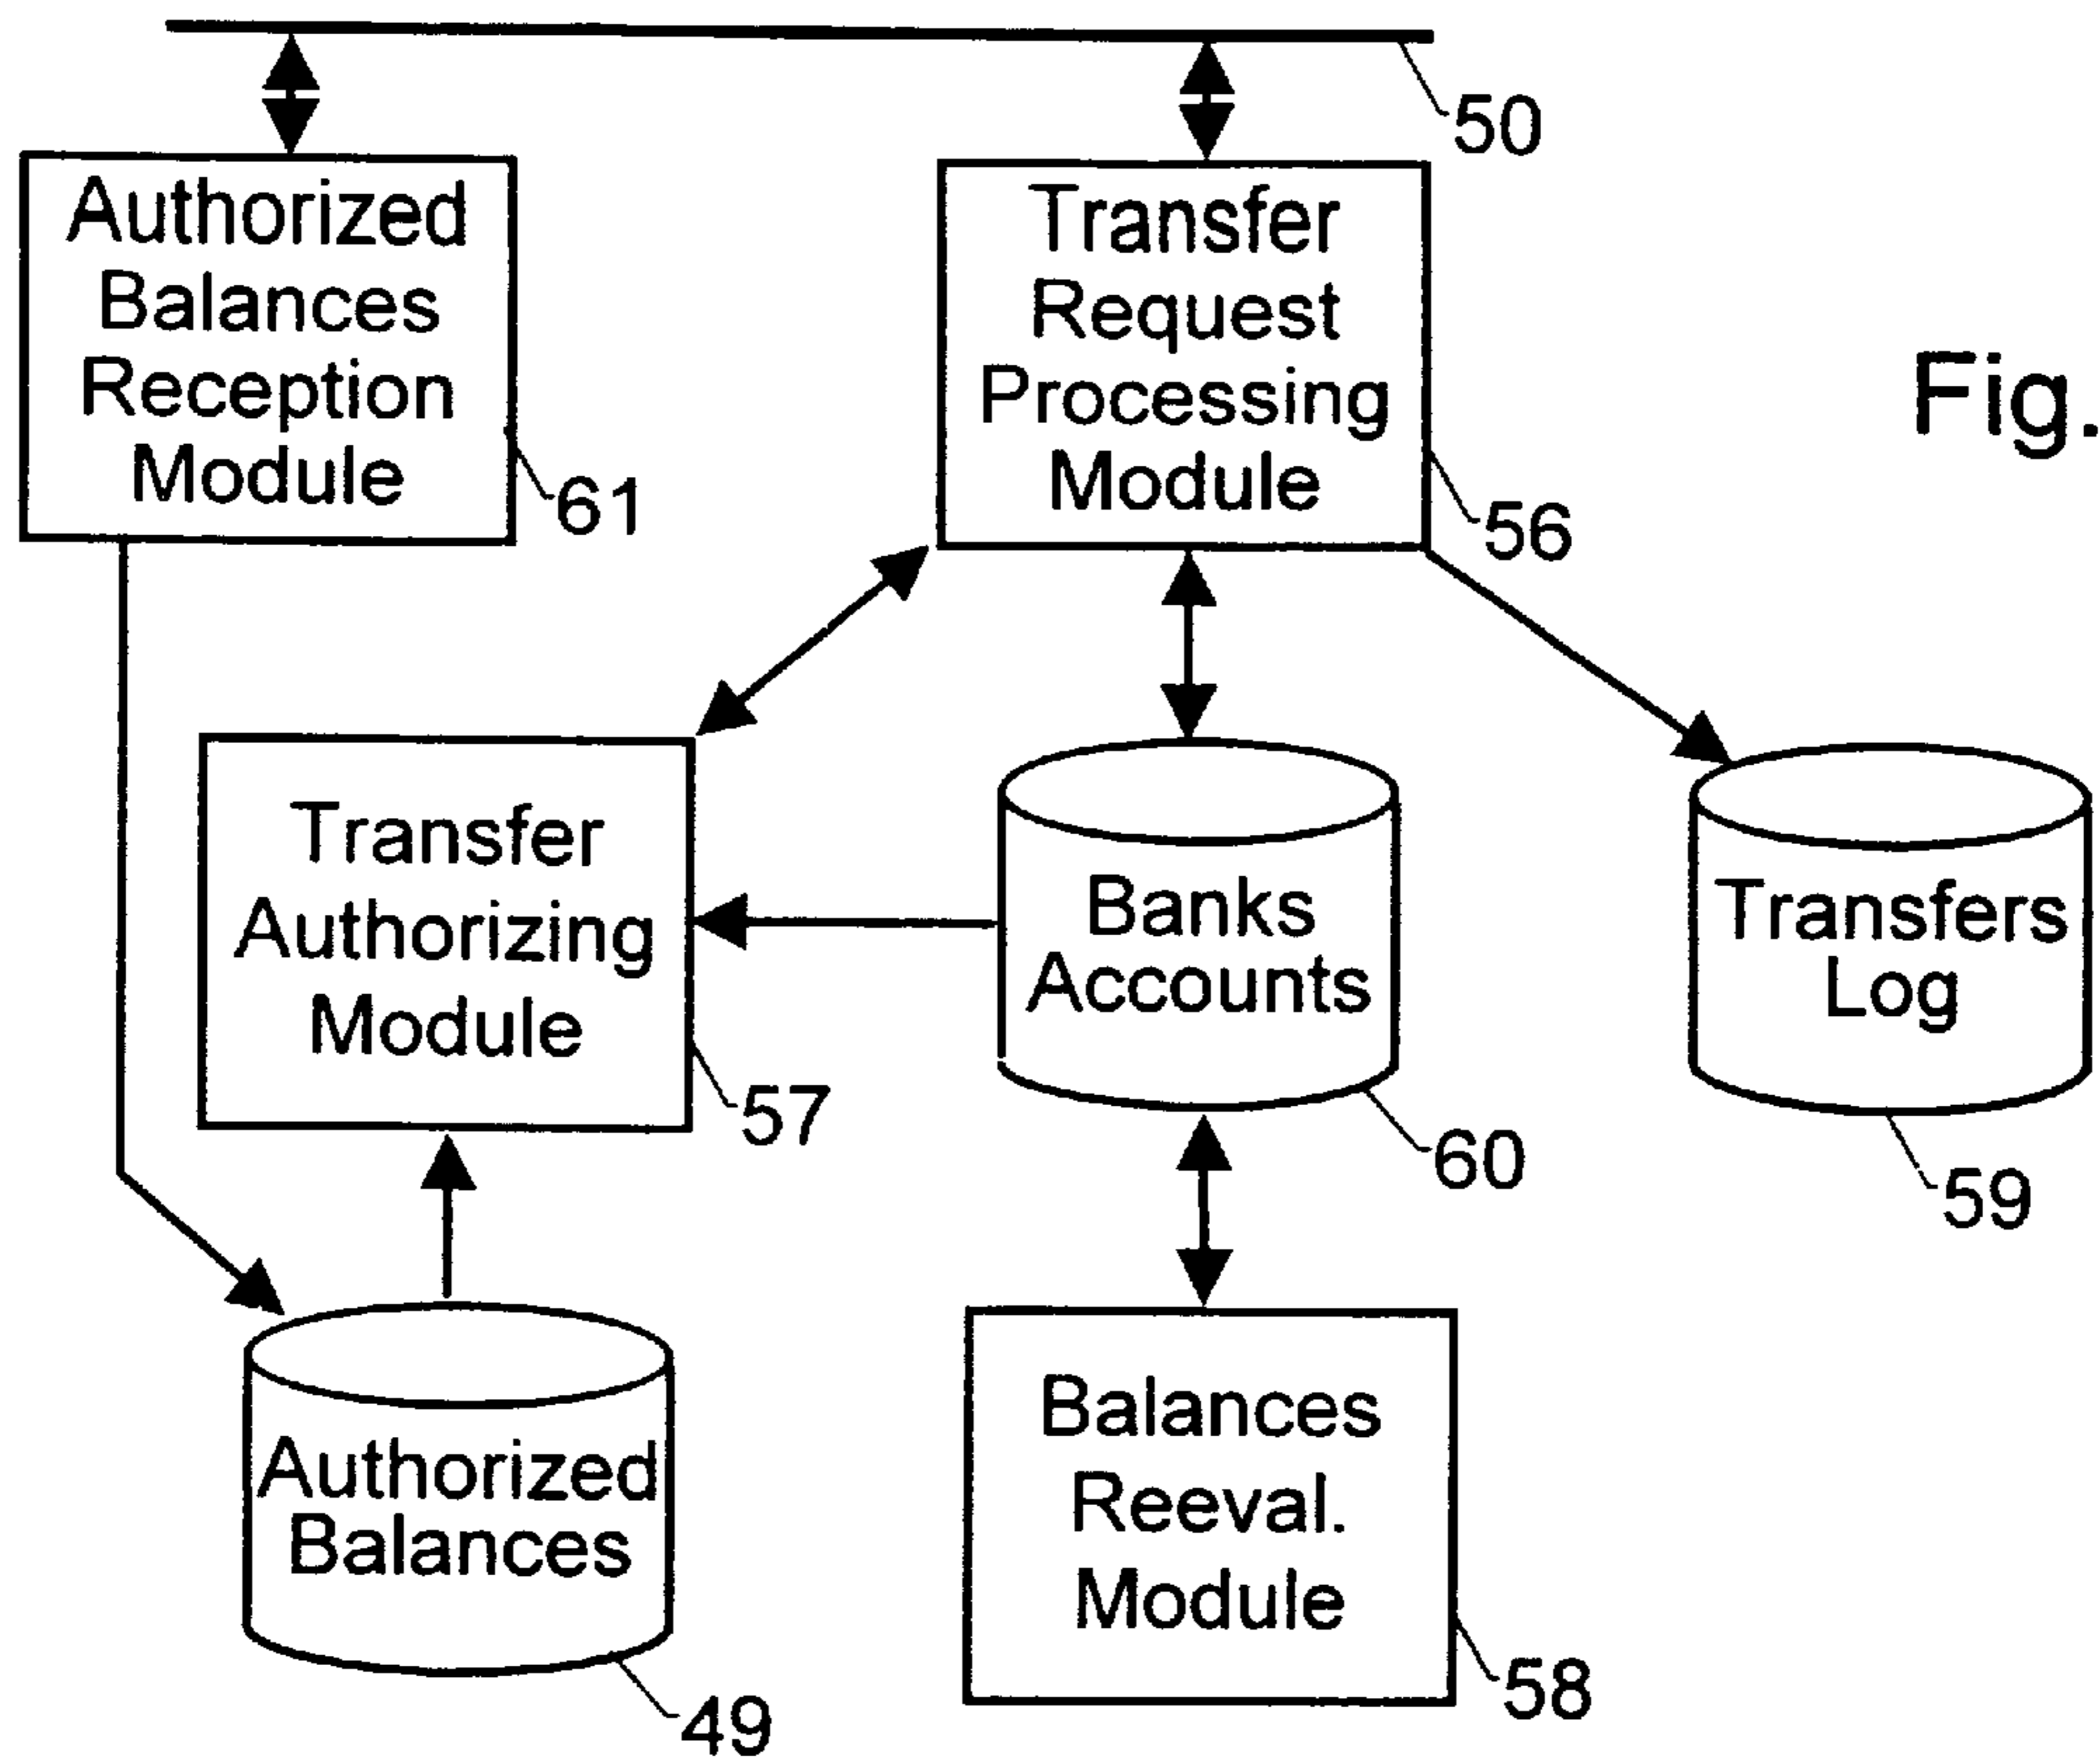 50
Authorized
Balances
Reception
Module
61
Transfer
Request
Processing
Module
56
Fig.
Transfer
Authorizing
Module
57
Banks
Accounts
60
Transfers
Log
59
Authorized
Balances
49
Balances
Reeval.
Module
58